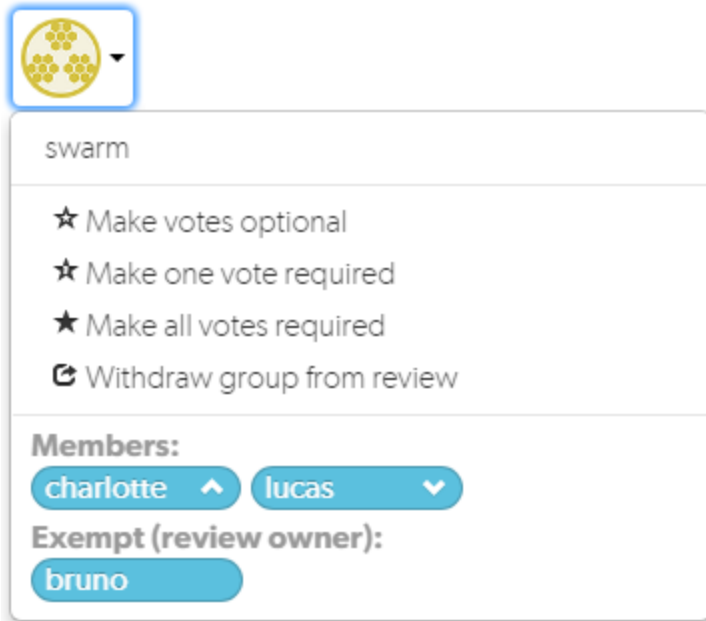 swarm
Make votes optional
Make one vote required
Make all votes required
Withdraw group from review
Members:
charlotte lucas
Exempt (review owner):
bruno